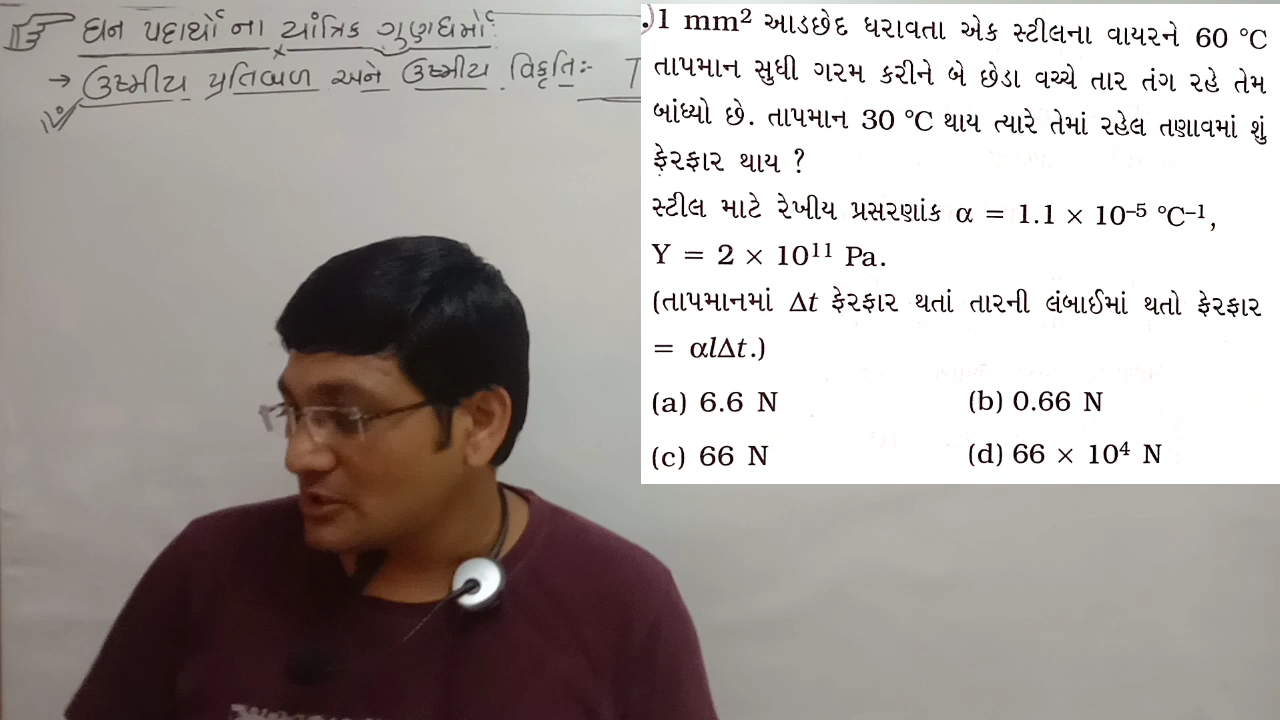 ઘન પદાર્થોના યાંત્રિક ગુણધર્મો:
→ ઉષ્મીય પ્રતિબળ અને ઉષ્મીય વિકૃતિ:-
.)1 mm² આડછેદ ધરાવતા એક સ્ટીલના વાયરને 60 °C
તાપમાન સુધી ગરમ કરીને બે છેડા વચ્ચે તાર તંગ રહે તેમ
બાંધ્યો છે. તાપમાન 30 °C થાય ત્યારે તેમાં રહેલ તણાવમાં શું
ફેરફાર થાય ?
સ્ટીલ માટે રેખીય પ્રસરણાંક α = 1.1 × 10⁻⁵ °C⁻¹,
Y = 2 × 10¹¹ Pa.
(તાપમાનમાં Δt ફેરફાર થતાં તારની લંબાઈમાં થતો ફેરફાર
= αlΔt.)
(a) 6.6 N (b) 0.66 N
(c) 66 N (d) 66 × 10⁴ N